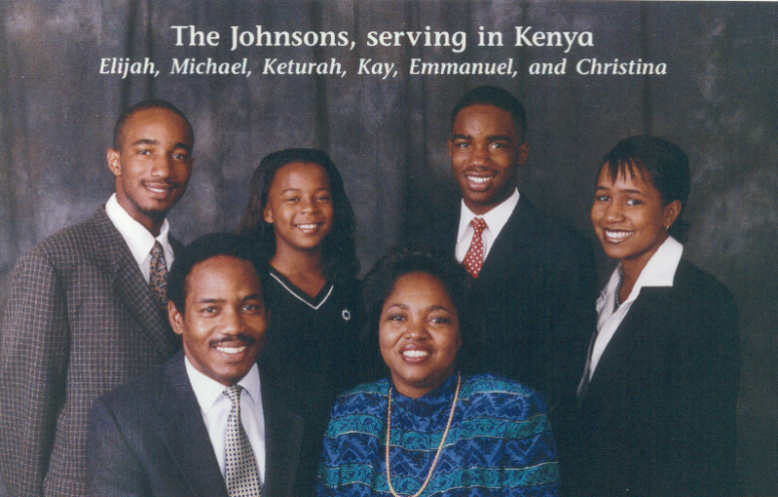 The Johnsons, serving in Kenya
Elijah, Michael, Keturah, Kay, Emmanuel, and Christina